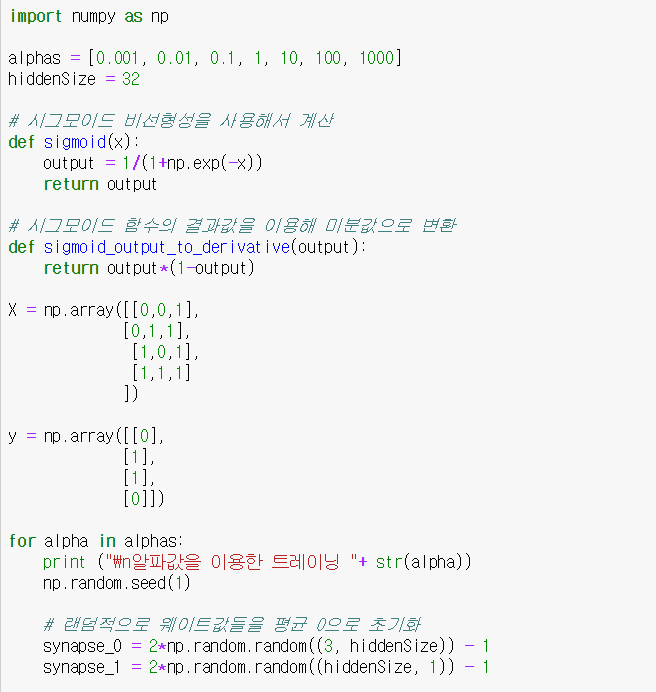 import numpy as np
alphas = [0.001, 0.01, 0.1, 1, 10, 100, 1000]
hiddenSize = 32
# 시그모이드 비선형성을 사용해서 계산
def sigmoid(x):
    output = 1/(1+np.exp(-x))
    return output
# 시그모이드 함수의 결과값을 이용해 미분값으로 변환
def sigmoid_output_to_derivative(output):
    return output*(1-output)
X = np.array([[0,0,1],
             [0,1,1],
              [1,0,1],
              [1,1,1]
             ])
y = np.array([[0],
             [1],
             [1],
             [0]])
for alpha in alphas:
    print ("₩n알파값을 이용한 트레이닝 "+ str(alpha))
    np.random.seed(1)
    # 랜덤적으로 웨이트값들을 평균 0으로 초기화
    synapse_0 = 2*np.random.random((3, hiddenSize)) - 1
    synapse_1 = 2*np.random.random((hiddenSize, 1)) - 1